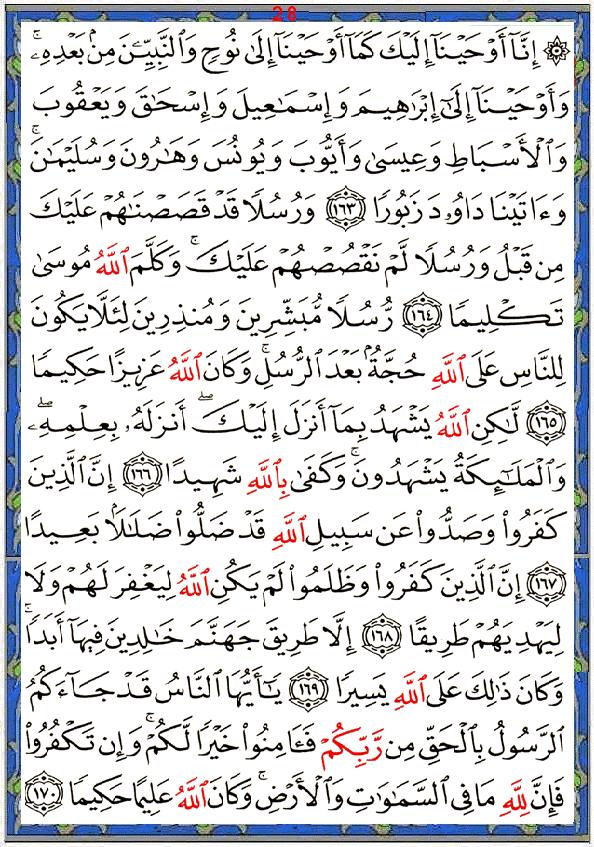 28
۞ إِنَّآ أَوْحَيْنَآ إِلَيْكَ كَمَآ أَوْحَيْنَآ إِلَىٰ نُوحٍ وَٱلنَّبِيِّـۧنَ مِنۢ بَعْدِهِۦ ۚ
وَأَوْحَيْنَآ إِلَىٰٓ إِبْرَٰهِيمَ وَإِسْمَٰعِيلَ وَإِسْحَٰقَ وَيَعْقُوبَ
وَٱلْأَسْبَاطِ وَعِيسَىٰ وَأَيُّوبَ وَيُونُسَ وَهَٰرُونَ وَسُلَيْمَٰنَ ۚ
وَءَاتَيْنَا دَاوُۥدَ زَبُورًا ١٦٣ وَرُسُلًا قَدْ قَصَصْنَٰهُمْ عَلَيْكَ
مِن قَبْلُ وَرُسُلًا لَّمْ نَقْصُصْهُمْ عَلَيْكَ ۚ وَكَلَّمَ ٱللَّهُ مُوسَىٰ
تَكْلِيمًا ١٦٤ رُّسُلًا مُّبَشِّرِينَ وَمُنذِرِينَ لِئَلَّا يَكُونَ
لِلنَّاسِ عَلَى ٱللَّهِ حُجَّةٌۢ بَعْدَ ٱلرُّسُلِ ۚ وَكَانَ ٱللَّهُ عَزِيزًا حَكِيمًا
١٦٥ لَّٰكِنِ ٱللَّهُ يَشْهَدُ بِمَآ أَنزَلَ إِلَيْكَ ۖ أَنزَلَهُۥ بِعِلْمِهِۦ ۖ
وَٱلْمَلَٰٓئِكَةُ يَشْهَدُونَ ۚ وَكَفَىٰ بِٱللَّهِ شَهِيدًا ١٦٦ إِنَّ ٱلَّذِينَ
كَفَرُوا۟ وَصَدُّوا۟ عَن سَبِيلِ ٱللَّهِ قَدْ ضَلُّوا۟ ضَلَٰلًۢا بَعِيدًا
١٦٧ إِنَّ ٱلَّذِينَ كَفَرُوا۟ وَظَلَمُوا۟ لَمْ يَكُنِ ٱللَّهُ لِيَغْفِرَ لَهُمْ وَلَا
لِيَهْدِيَهُمْ طَرِيقًا ١٦٨ إِلَّا طَرِيقَ جَهَنَّمَ خَٰلِدِينَ فِيهَآ أَبَدًا ۚ
وَكَانَ ذَٰلِكَ عَلَى ٱللَّهِ يَسِيرًا ١٦٩ يَٰٓأَيُّهَا ٱلنَّاسُ قَدْ جَآءَكُمُ
ٱلرَّسُولُ بِٱلْحَقِّ مِن رَّبِّكُمْ فَـَٔامِنُوا۟ خَيْرًا لَّكُمْ ۚ وَإِن تَكْفُرُوا۟
فَإِنَّ لِلَّهِ مَا فِى ٱلسَّمَٰوَٰتِ وَٱلْأَرْضِ ۚ وَكَانَ ٱللَّهُ عَلِيمًا حَكِيمًا ١٧٠